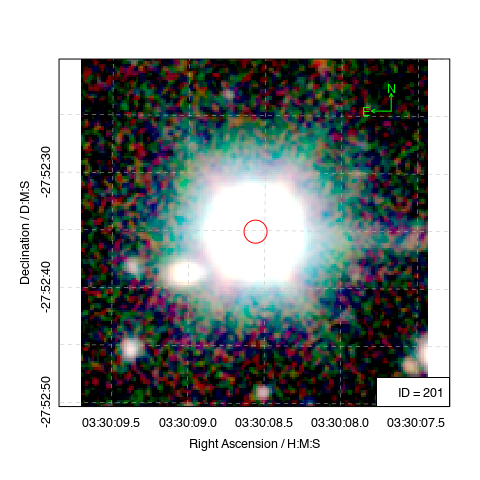 N
E
-27:52:30
-27:52:40
-27:52:50
Declination / D:M:S
ID = 201
03:30:09.5 03:30:09.0 03:30:08.5 03:30:08.0 03:30:07.5
Right Ascension / H:M:S